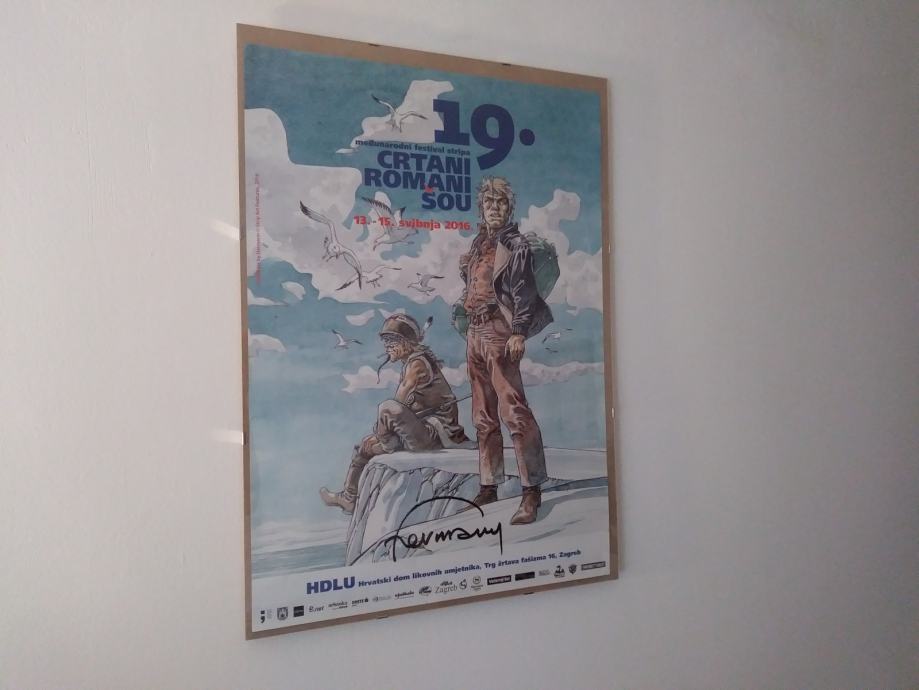 19.
međunarodni festival stripa
CRTANI
ROMANI
ŠOU
13. - 15. svibnja 2016.
Hermann
HDLU Hrvatski dom likovnih umjetnika, Trg žrtava fašizma 16, Zagreb
Zagreb